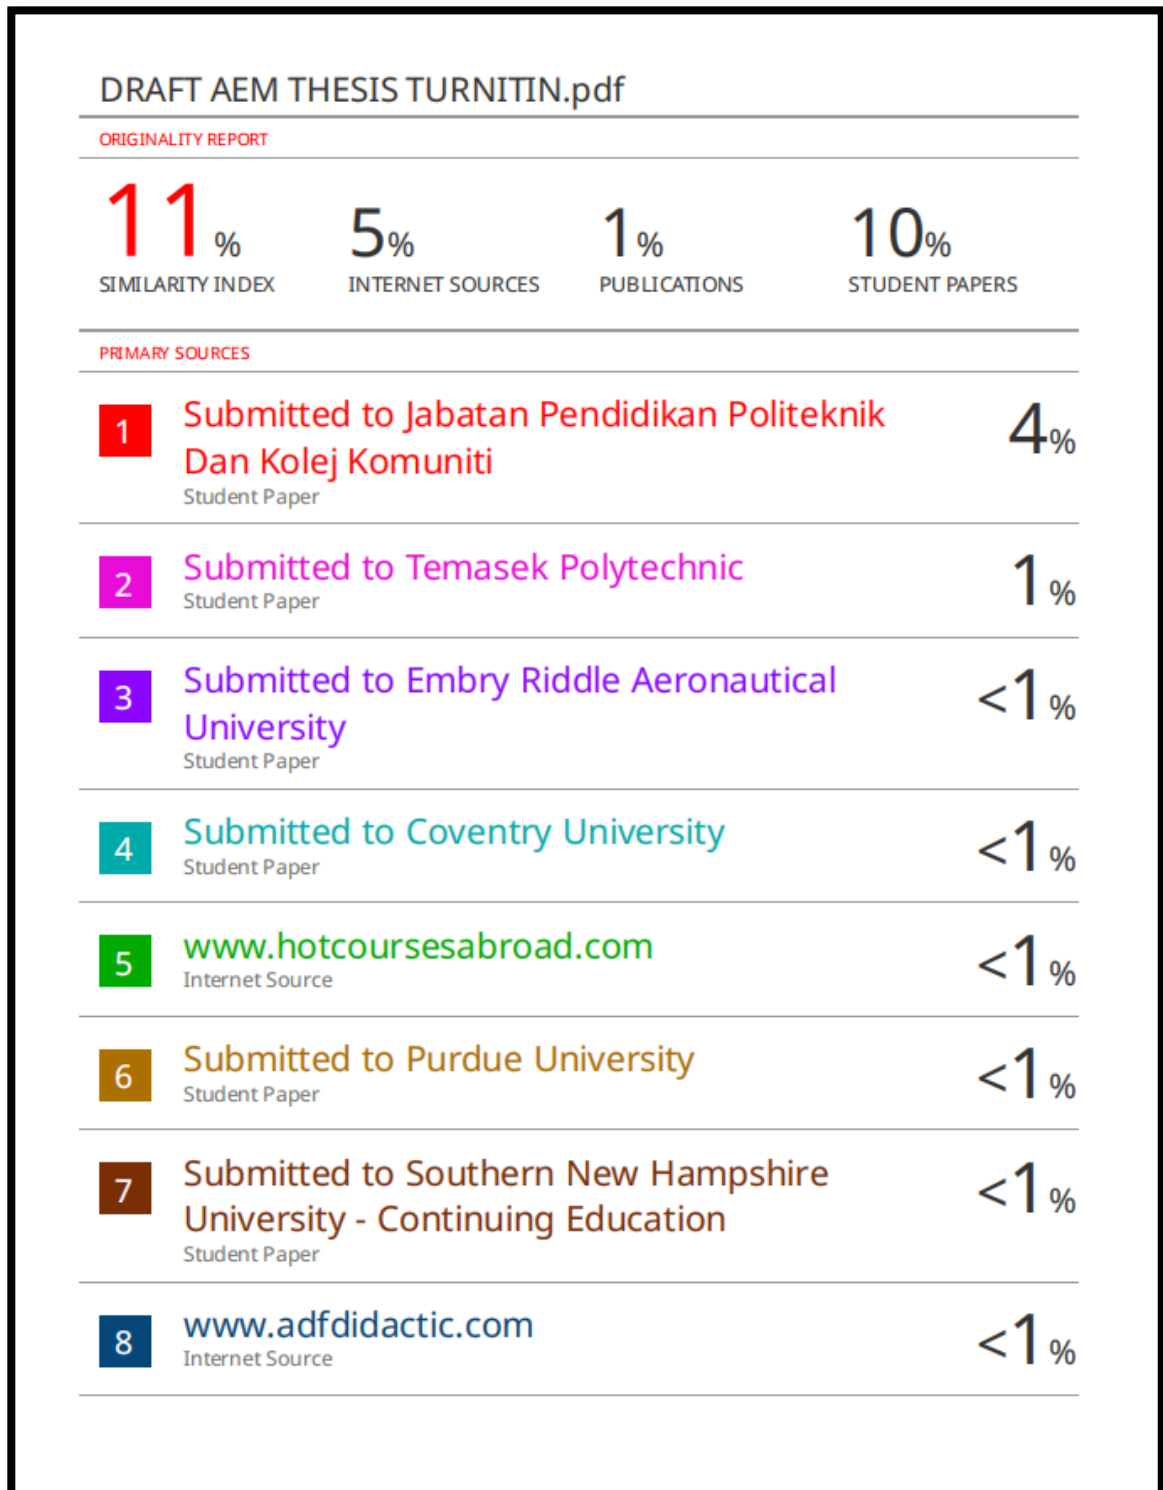 DRAFT AEM THESIS TURNITIN.pdf
ORIGINALITY REPORT
11% 5% 1% 10%
SIMILARITY INDEX INTERNET SOURCES PUBLICATIONS STUDENT PAPERS
PRIMARY SOURCES
1 Submitted to Jabatan Pendidikan Politeknik 4%
Dan Kolej Komuniti
Student Paper
2 Submitted to Temasek Polytechnic 1%
Student Paper
3 Submitted to Embry Riddle Aeronautical <1%
University
Student Paper
4 Submitted to Coventry University <1%
Student Paper
5 www.hotcoursesabroad.com <1%
Internet Source
6 Submitted to Purdue University <1%
Student Paper
7 Submitted to Southern New Hampshire <1%
University - Continuing Education
Student Paper
8 www.adfdidactic.com <1%
Internet Source